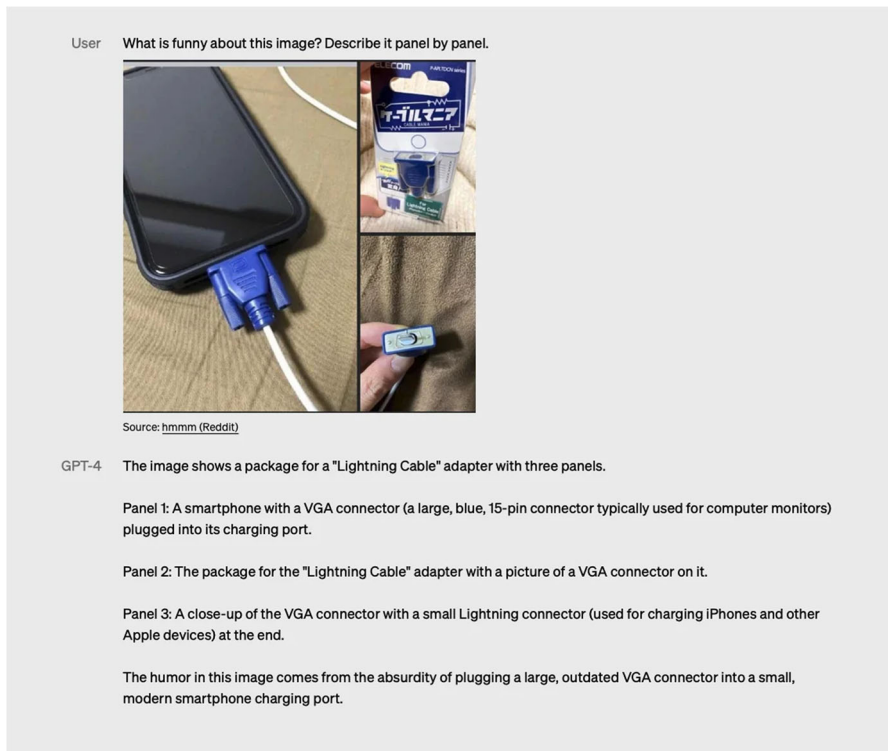 User
What is funny about this image? Describe it panel by panel.
ELECOM
ケーブルマニア
CABLE MANIA
For
Lightning Cable
Source: hmmm (Reddit)
GPT-4
The image shows a package for a "Lightning Cable" adapter with three panels.
Panel 1: A smartphone with a VGA connector (a large, blue, 15-pin connector typically used for computer monitors)
plugged into its charging port.
Panel 2: The package for the "Lightning Cable" adapter with a picture of a VGA connector on it.
Panel 3: A close-up of the VGA connector with a small Lightning connector (used for charging iPhones and other
Apple devices) at the end.
The humor in this image comes from the absurdity of plugging a large, outdated VGA connector into a small,
modern smartphone charging port.